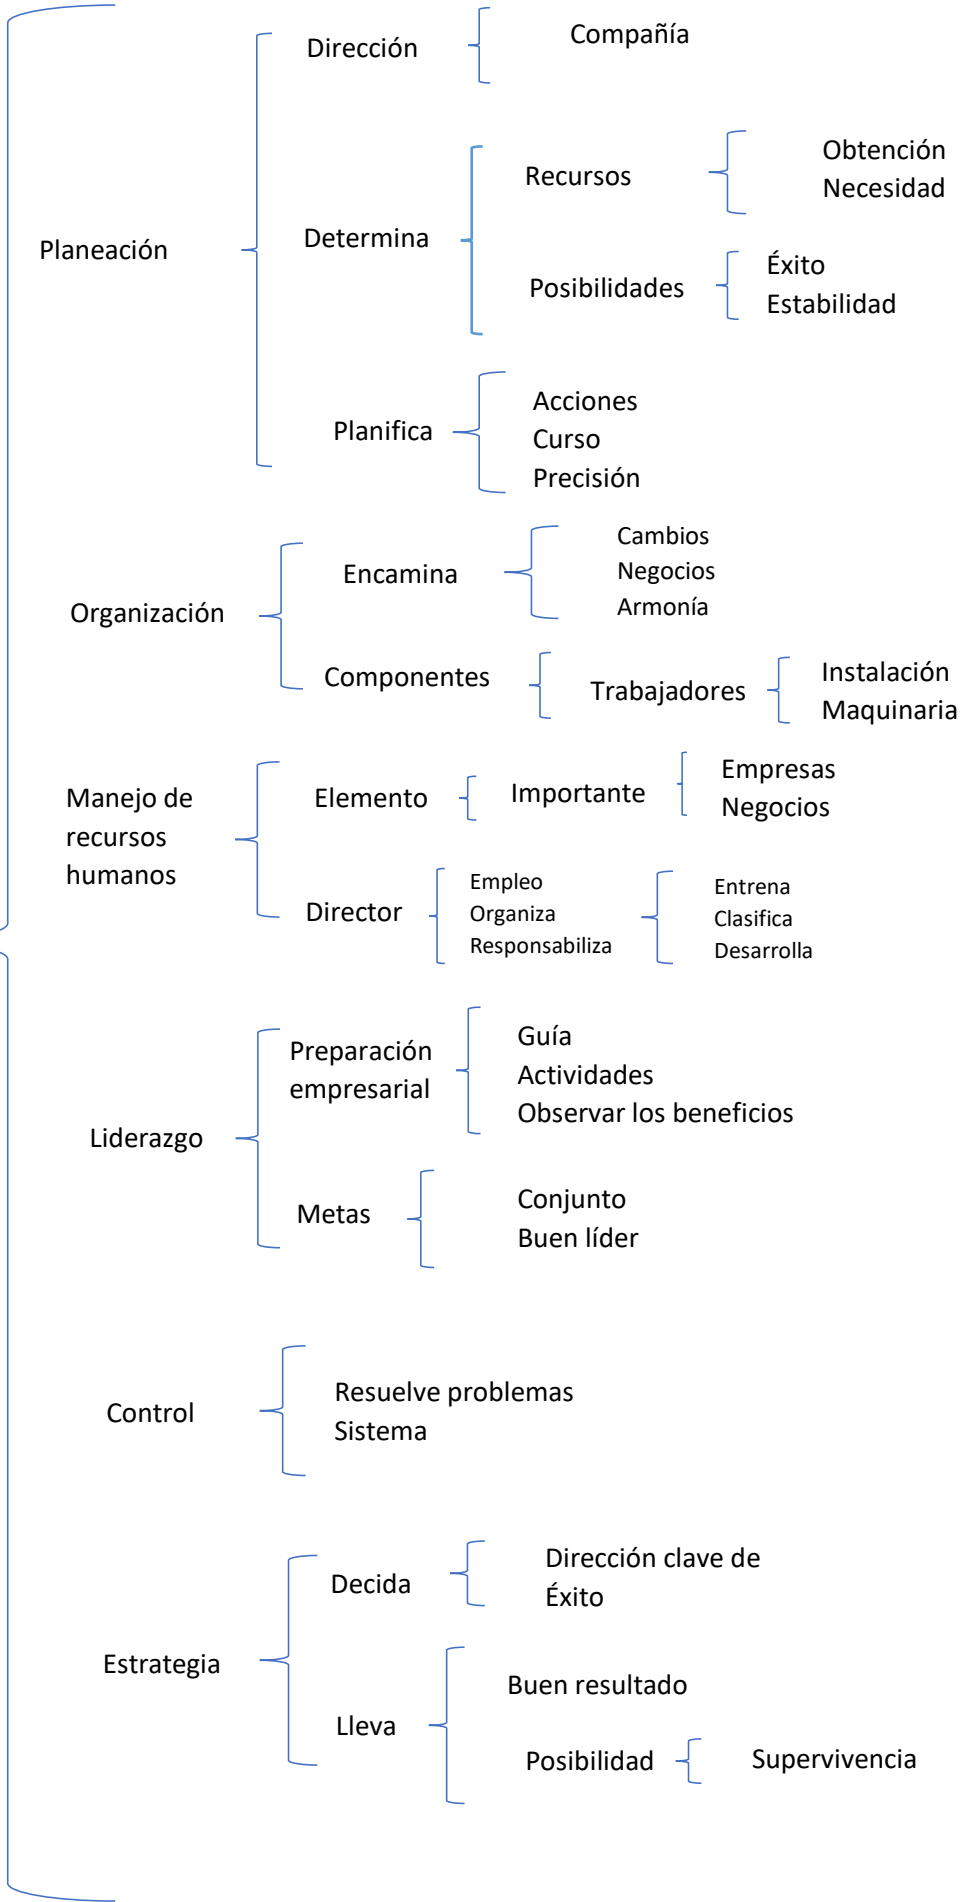 Planeación
Dirección
Compañía
Determina
Recursos
Obtención
Necesidad
Posibilidades
Éxito
Estabilidad
Planifica
Acciones
Curso
Precisión
Organización
Encamina
Cambios
Negocios
Armonía
Componentes
Trabajadores
Instalación
Maquinaria
Manejo de
recursos
humanos
Elemento
Importante
Empresas
Negocios
Director
Empleo
Organiza
Responsabiliza
Entrena
Clasifica
Desarrolla
Liderazgo
Preparación
empresarial
Guía
Actividades
Observar los beneficios
Metas
Conjunto
Buen líder
Control
Resuelve problemas
Sistema
Estrategia
Decida
Dirección clave de
Éxito
Lleva
Buen resultado
Posibilidad
Supervivencia